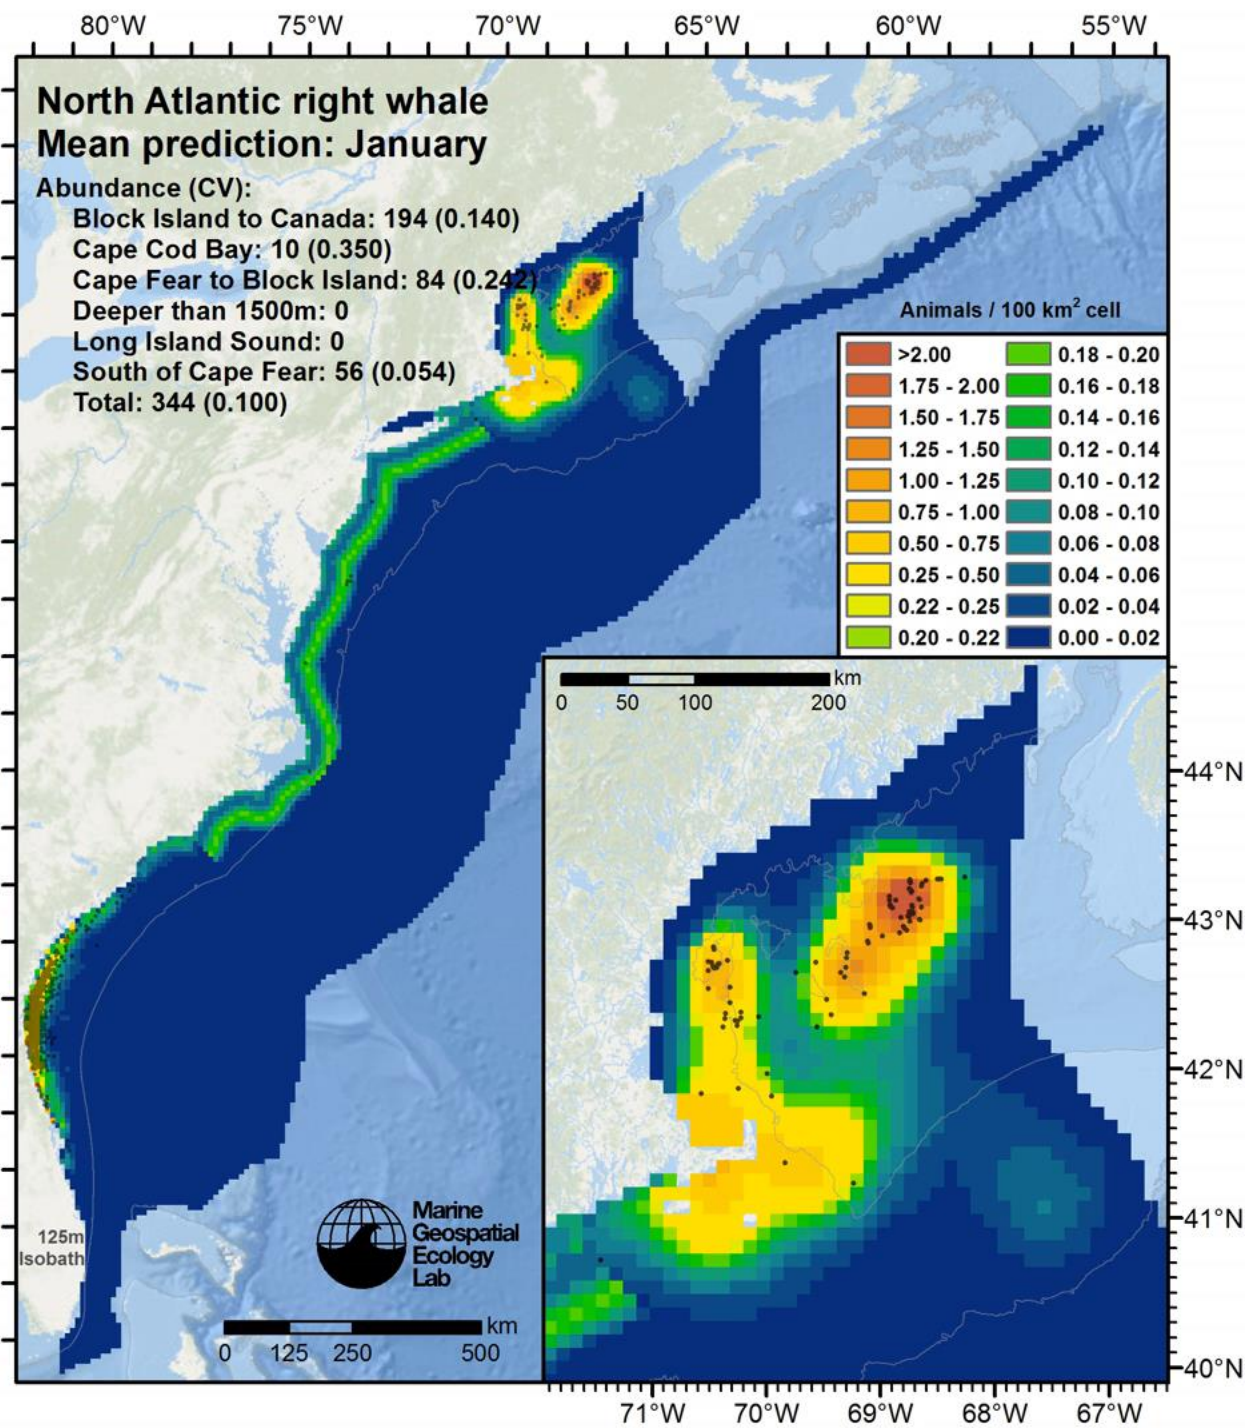 80°W 75°W 70°W 65°W 60°W 55°W
North Atlantic right whale
Mean prediction: January
Abundance (CV):
Block Island to Canada: 194 (0.140)
Cape Cod Bay: 10 (0.350)
Cape Fear to Block Island: 84 (0.242)
Deeper than 1500m: 0
Long Island Sound: 0
South of Cape Fear: 56 (0.054)
Total: 344 (0.100)
Animals / 100 km² cell
>2.00 0.18 - 0.20
1.75 - 2.00 0.16 - 0.18
1.50 - 1.75 0.14 - 0.16
1.25 - 1.50 0.12 - 0.14
1.00 - 1.25 0.10 - 0.12
0.75 - 1.00 0.08 - 0.10
0.50 - 0.75 0.06 - 0.08
0.25 - 0.50 0.04 - 0.06
0.22 - 0.25 0.02 - 0.04
0.20 - 0.22 0.00 - 0.02
km
0 50 100 200
44°N
43°N
42°N
41°N
40°N
125m
Isobath
Marine
Geospatial
Ecology
Lab
km
0 125 250 500
71°W 70°W 69°W 68°W 67°W